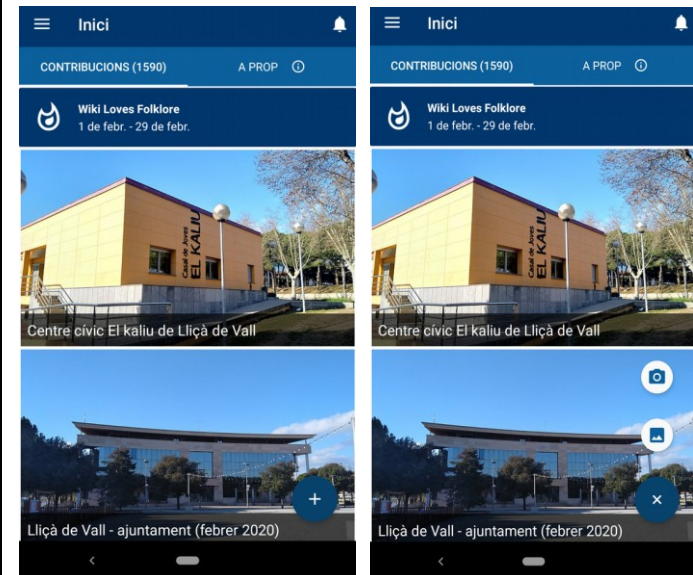 Inici
CONTRIBUCIONS (1590)
A PROP
Wiki Loves Folklore
1 de febr. - 29 de febr.
Casal de Joves
EL KALIU
Centre cívic El kaliu de Lliçà de Vall
Lliçà de Vall - ajuntament (febrer 2020)
Inici
CONTRIBUCIONS (1590)
A PROP
Wiki Loves Folklore
1 de febr. - 29 de febr.
Casal de Joves
EL KALIU
Centre cívic El kaliu de Lliçà de Vall
Lliçà de Vall - ajuntament (febrer 2020)